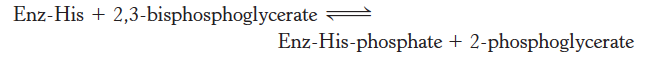 Enz-His + 2,3-bisphosphoglycerate ⇌
Enz-His-phosphate + 2-phosphoglycerate